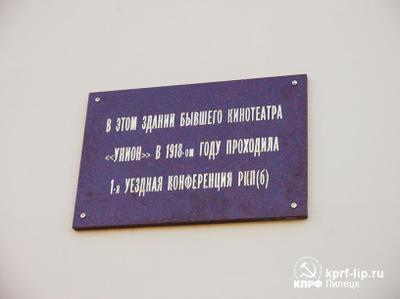 В ЭТОМ ЗДАНИИ БЫВШЕГО КИНОТЕАТРА
«УНИОН» В 1918-ом ГОДУ ПРОХОДИЛА
1-я УЕЗДНАЯ КОНФЕРЕНЦИЯ РКП(б)
kprf-lip.ru
КПРФ Липецк